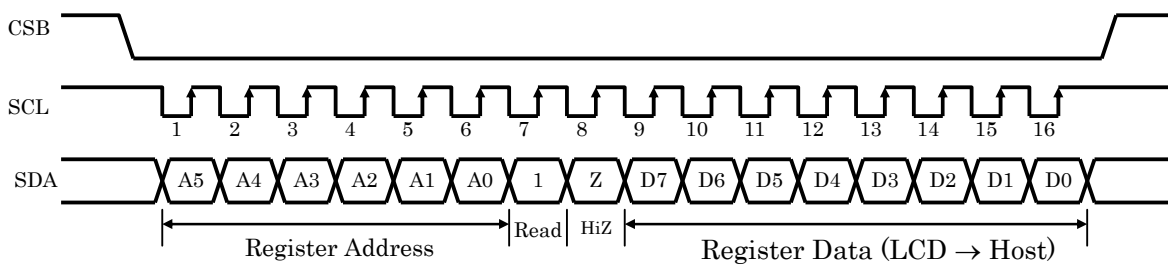 CSB
SCL
1 2 3 4 5 6 7 8 9 10 11 12 13 14 15 16
SDA A5 A4 A3 A2 A1 A0 1 Z D7 D6 D5 D4 D3 D2 D1 D0
Register Address Read HiZ Register Data (LCD → Host)